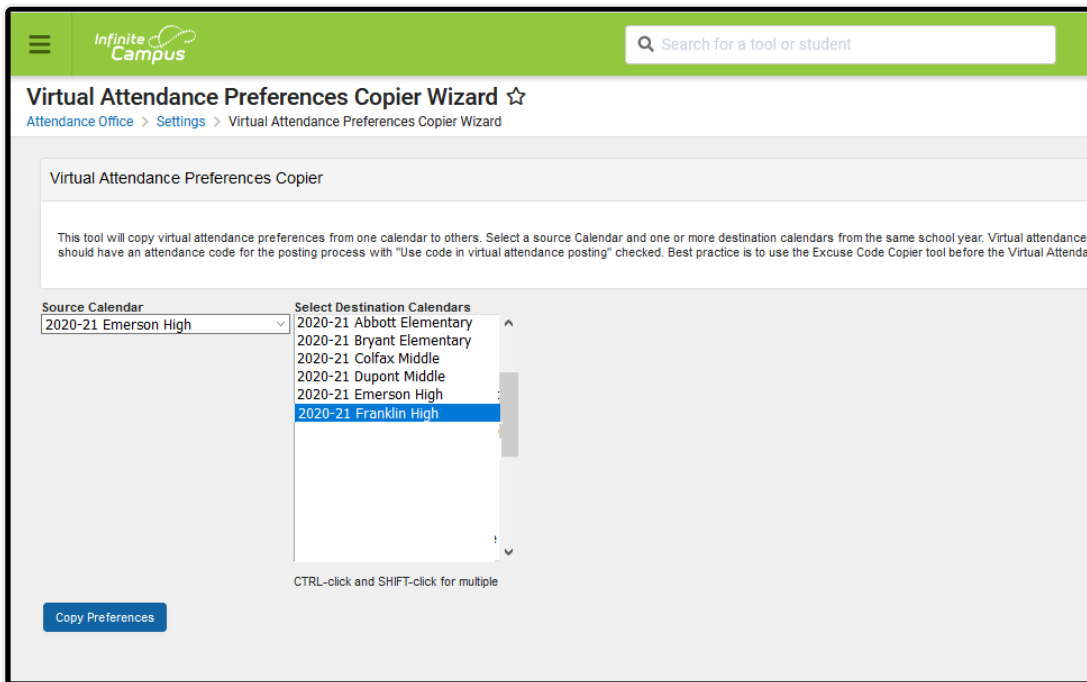 Infinite
Campus
Search for a tool or student
Virtual Attendance Preferences Copier Wizard
Attendance Office > Settings > Virtual Attendance Preferences Copier Wizard
Virtual Attendance Preferences Copier
This tool will copy virtual attendance preferences from one calendar to others. Select a source Calendar and one or more destination calendars from the same school year. Virtual attendance
should have an attendance code for the posting process with "Use code in virtual attendance posting" checked. Best practice is to use the Excuse Code Copier tool before the Virtual
Source Calendar
2020-21 Emerson High
Select Destination Calendars
2020-21 Abbott Elementary
2020-21 Bryant Elementary
2020-21 Colfax Middle
2020-21 Dupont Middle
2020-21 Emerson High
2020-21 Franklin High
CTRL-click and SHIFT-click for multiple
Copy Preferences